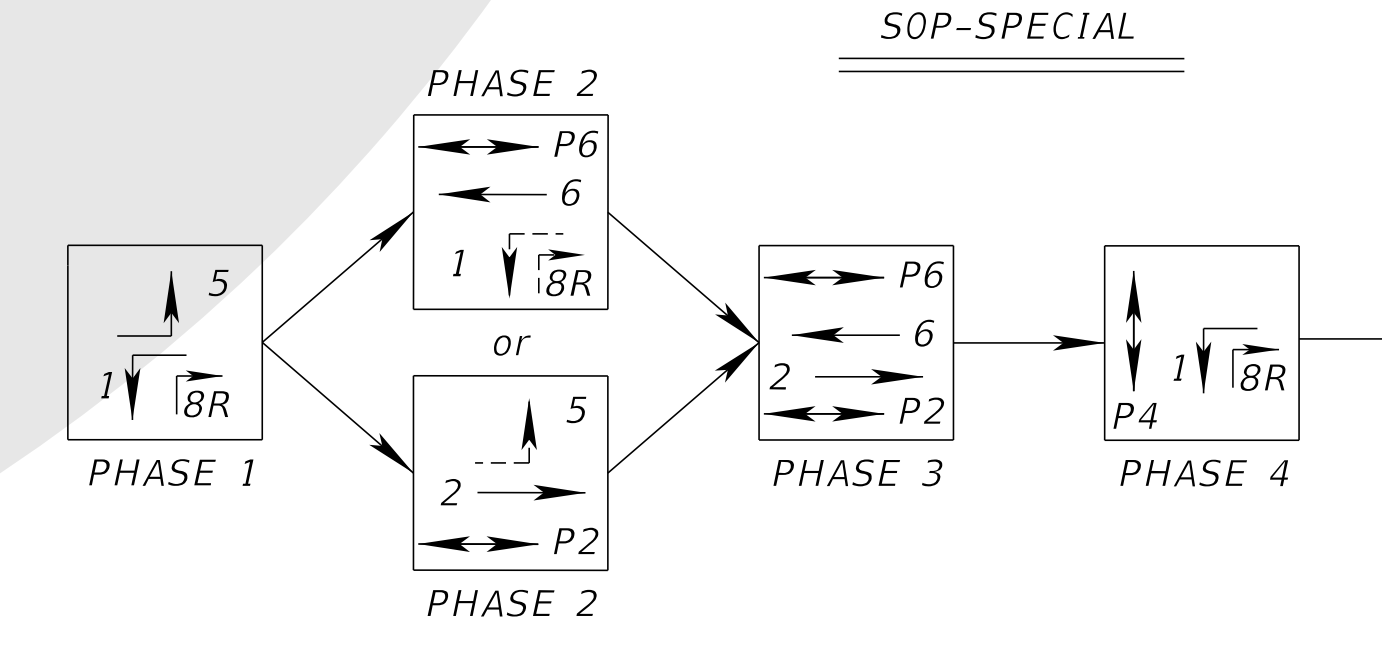 SOP-SPECIAL
PHASE 2
P6
6
1
8R
or
5
1
8R
PHASE 1
5
2
P2
PHASE 2
P6
6
2
P2
PHASE 3
1
8R
P4
PHASE 4